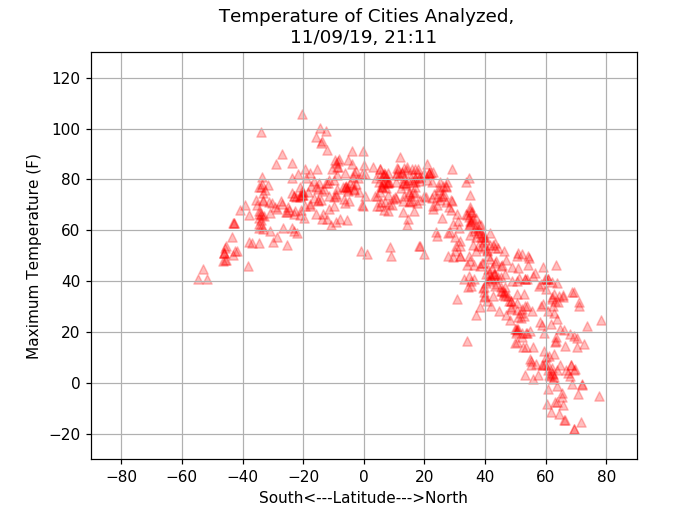 Temperature of Cities Analyzed,
11/09/19, 21:11
Maximum Temperature (F)
120
100
80
60
40
20
0
−20
−80 −60 −40 −20 0 20 40 60 80
South<---Latitude--->North